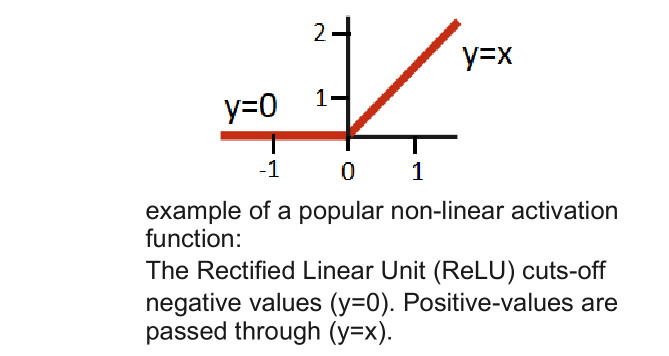 2
y=x
y=0
1
-1
0
1
example of a popular non-linear activation
function:
The Rectified Linear Unit (ReLU) cuts-off
negative values (y=0). Positive-values are
passed through (y=x).